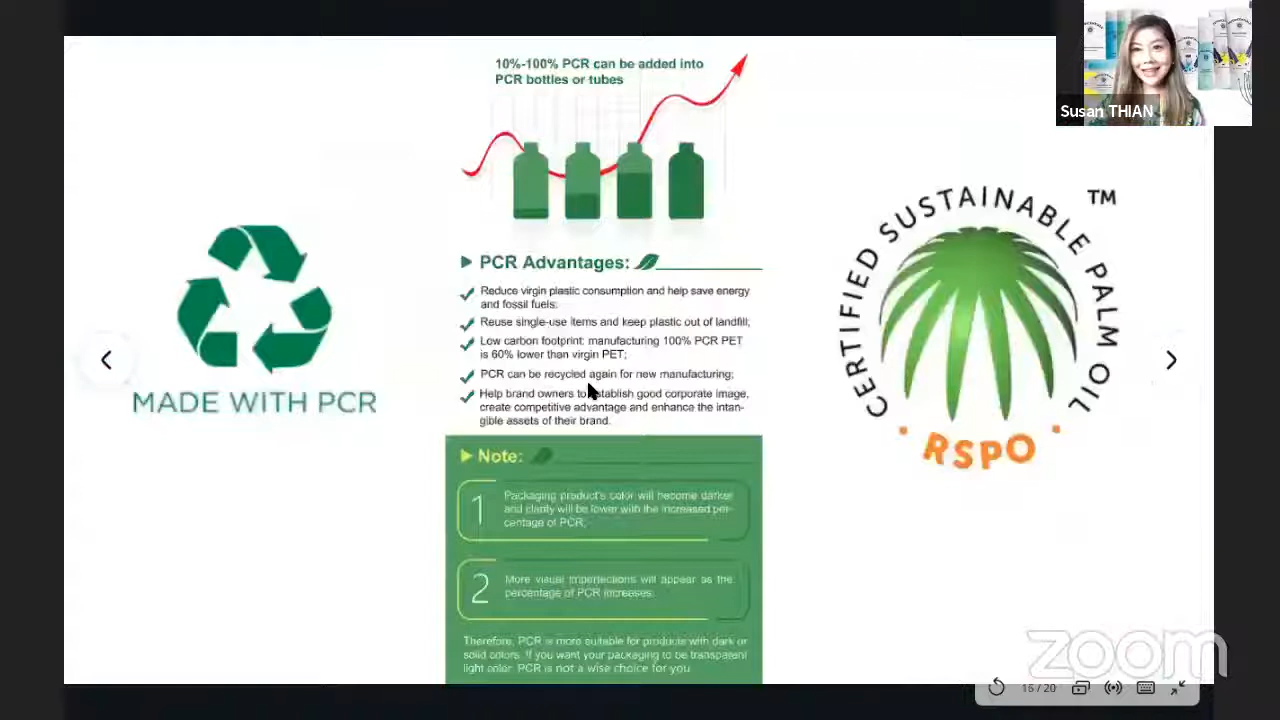 10%-100% PCR can be added into
PCR bottles or tubes
Susan THIAN
MADE WITH PCR
PCR Advantages:
Reduce virgin plastic consumption and help save energy
and fossil fuels;
Reuse single-use items and keep plastic out of landfill;
Low carbon footprint: manufacturing 100% PCR PET
is 60% lower than virgin PET;
PCR can be recycled again for new manufacturing;
Help brand owners to establish good corporate image,
create competitive advantage and enhance the intan-
gible assets of their brand.
Note:
1
Packaging product's color will become darker
and clarity will be lower with the increased per-
centage of PCR;
2
More visual imperfections will appear as the
percentage of PCR increases.
Therefore, PCR is more suitable for products with dark or
solid colors. If you want your packaging to be transparent
light color, PCR is not a wise choice for you
CERTIFIED SUSTAINABLE PALM OIL
TM
RSPO
zoom
16 / 20